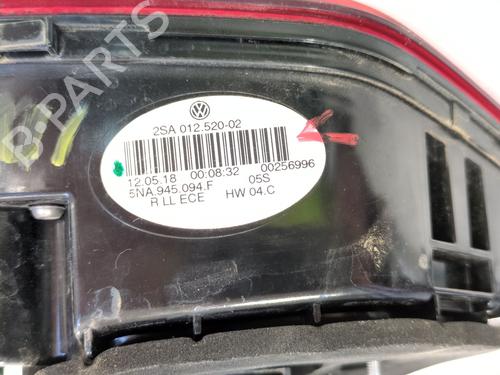 B-PARTS
2SA 012.520-02
12.05.18 00:08:32 00256996
5NA.945.094.F 05S
R LL ECE HW 04.C